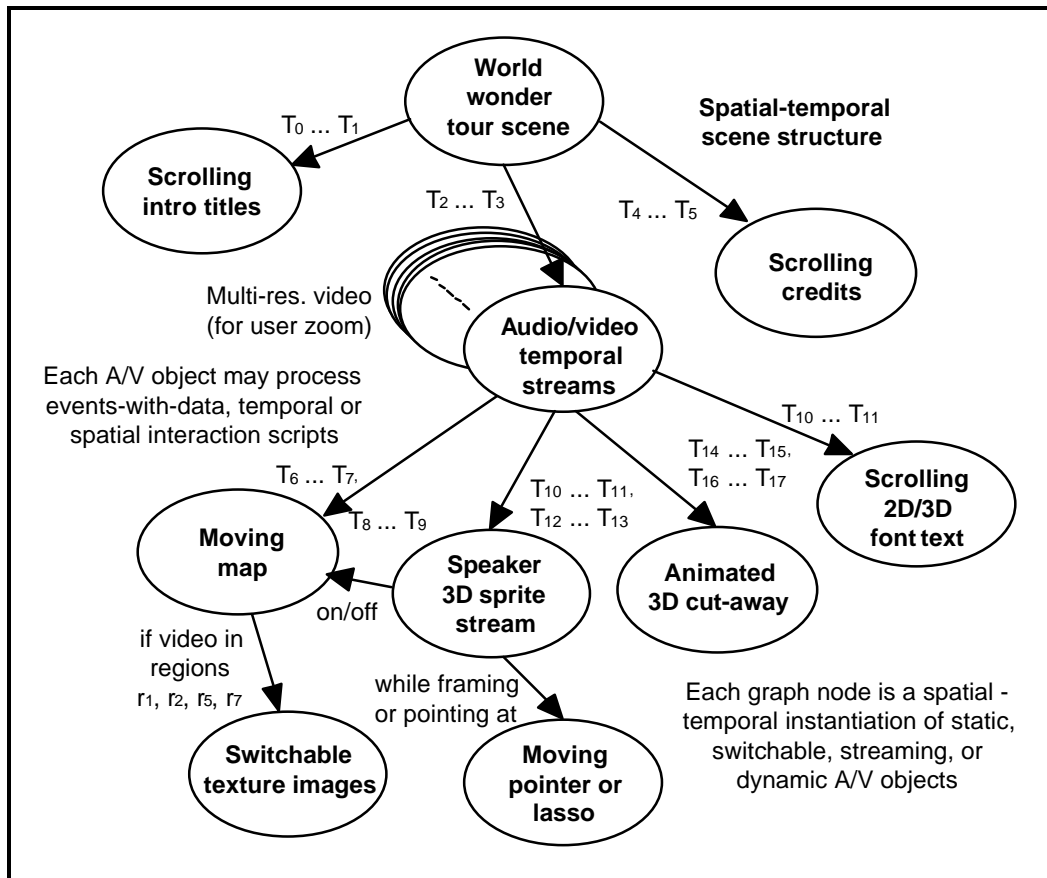 World
wonder
tour scene
Spatial-temporal
scene structure
T0 ... T1
Scrolling
intro titles
T2 ... T3
T4 ... T5
Scrolling
credits
Multi-res. video
(for user zoom)
Audio/video
temporal
streams
Each A/V object may process
events-with-data, temporal or
spatial interaction scripts
T10 ... T11
T14 ... T15,
T16 ... T17
T6 ... T7,
T8 ... T9
T10 ... T11,
T12 ... T13
Scrolling
2D/3D
font text
Moving
map
Speaker
3D sprite
stream
Animated
3D cut-away
on/off
if video in
regions
r1, r2, r5, r7
while framing
or pointing at
Each graph node is a spatial -
temporal instantiation of static,
switchable, streaming, or
dynamic A/V objects
Switchable
texture images
Moving
pointer or
lasso